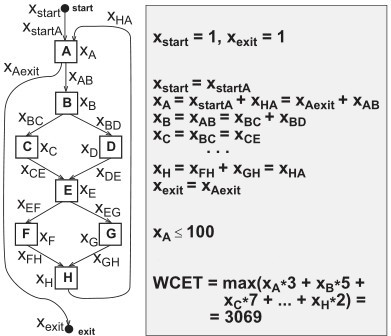 start
x_start
x_HA
x_startA
A x_A
x_Aexit
x_AB
B x_B
x_BC x_BD
C x_C x_D D
x_CE x_DE
E x_E
x_EF x_EG
F x_F x_G G
x_FH x_GH
x_H H
x_exit exit
x_start = 1, x_exit = 1
x_start = x_startA
x_A = x_startA + x_HA = x_Aexit + x_AB
x_B = x_AB = x_BC + x_BD
x_C = x_BC = x_CE
. . .
x_H = x_FH + x_GH = x_HA
x_exit = x_Aexit
x_A ≤ 100
WCET = max(x_A*3 + x_B*5 +
x_C*7 + ... + x_H*2) =
= 3069